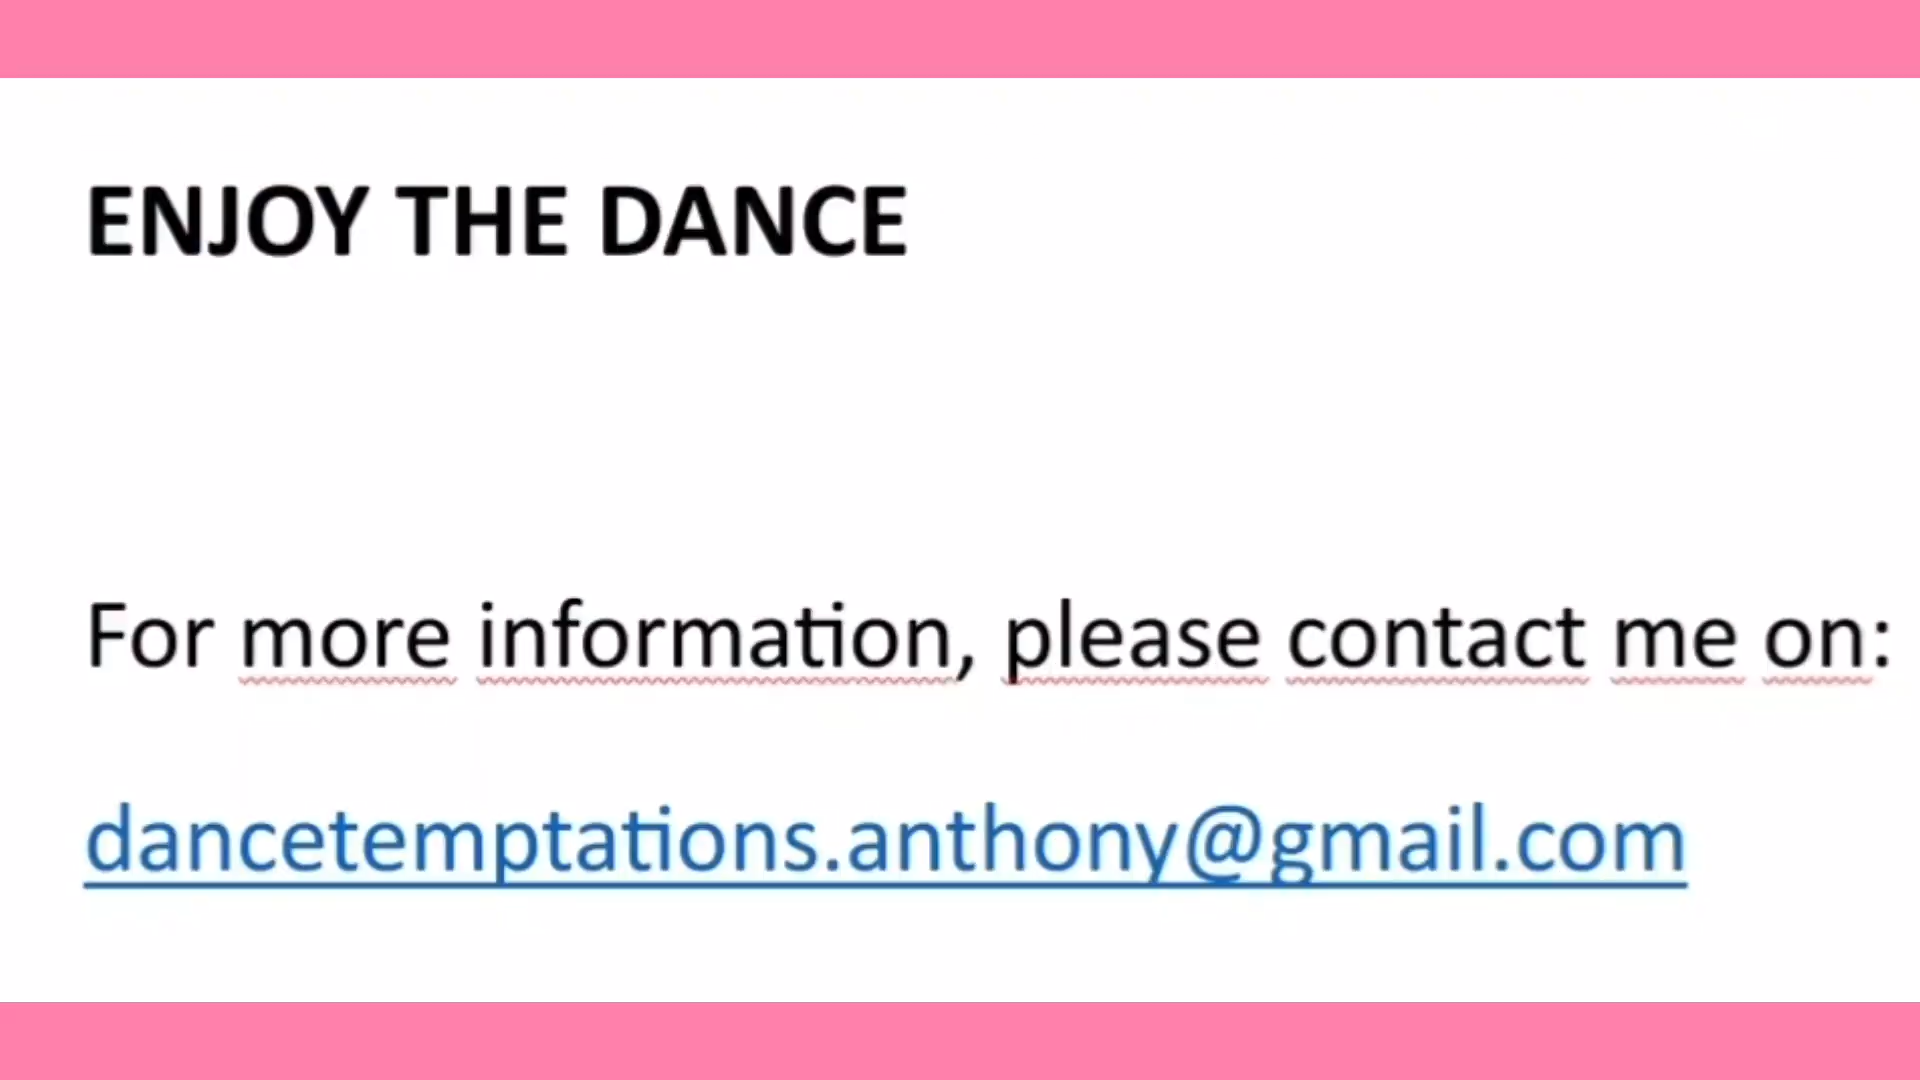 ENJOY THE DANCE
For more information, please contact me on:
dancetemptations.anthony@gmail.com